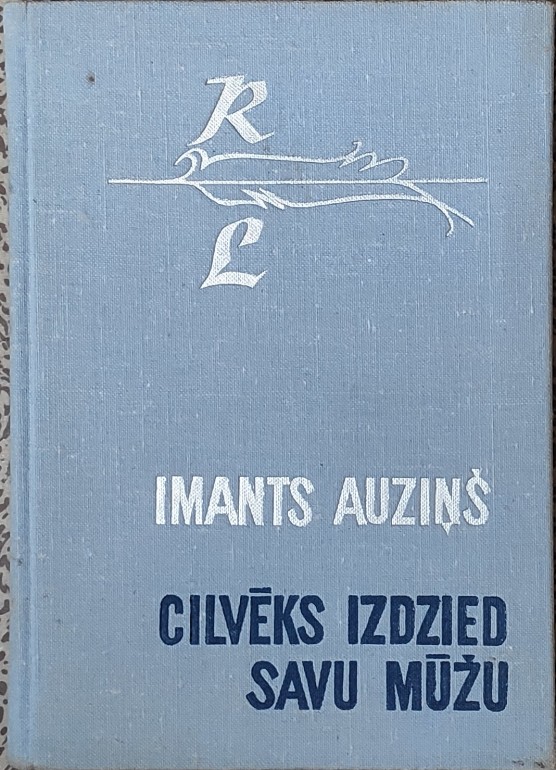 R
L
IMANTS AUZIŅŠ
CILVĒKS IZDZIED
SAVU MŪŽU